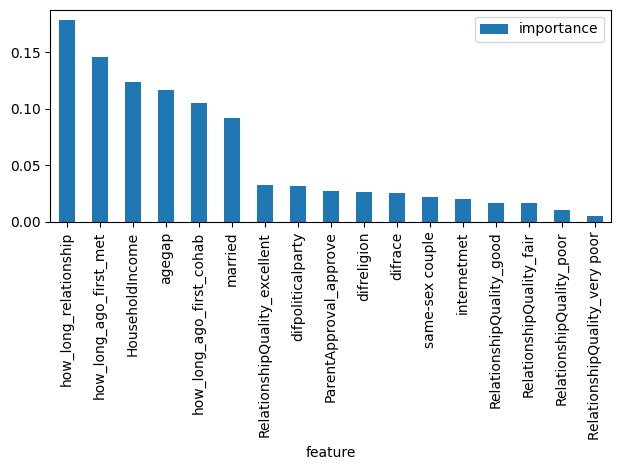 importance
0.15
0.10
0.05
0.00
how_long_relationship
how_long_ago_first_met
HouseholdIncome
agegap
how_long_ago_first_cohab
married
RelationshipQuality_excellent
difpoliticalparty
ParentApproval_approve
difreligion
difrace
same-sex couple
internetmet
RelationshipQuality_good
RelationshipQuality_fair
RelationshipQuality_poor
RelationshipQuality_very poor
feature